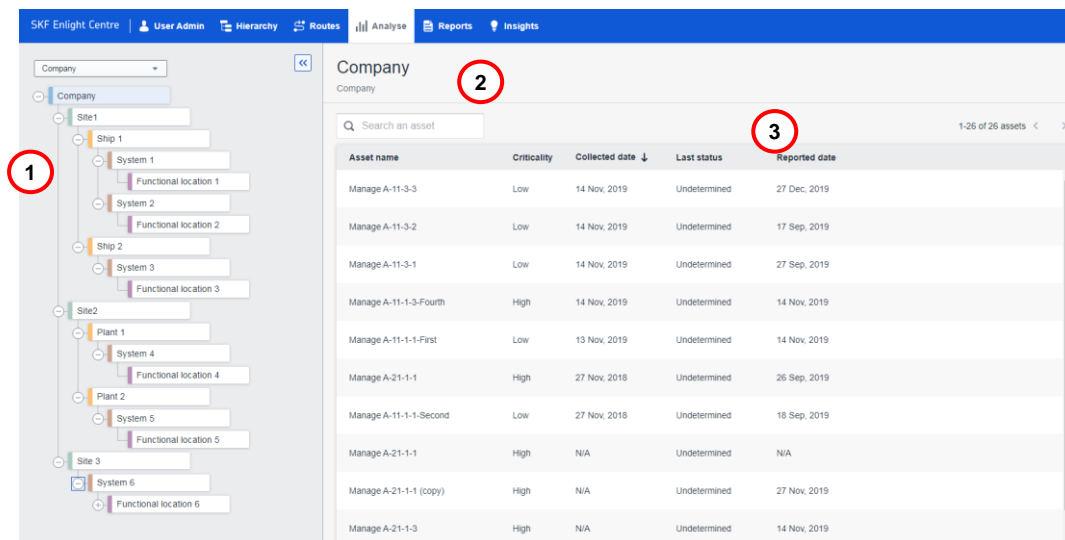 SKF Enlight Centre | User Admin Hierarchy Routes Analyse Reports Insights
Company
Company
Site1
Ship 1
System 1
Functional location 1
System 2
Functional location 2
Ship 2
System 3
Functional location 3
Site2
Plant 1
System 4
Functional location 4
Plant 2
System 5
Functional location 5
Site 3
System 6
Functional location 6
1
Company
Company
2
Search an asset
3
1-26 of 26 assets
Asset name Criticality Collected date ↓ Last status Reported date
Manage A-11-3-3 Low 14 Nov, 2019 Undetermined 27 Dec, 2019
Manage A-11-3-2 Low 14 Nov, 2019 Undetermined 17 Sep, 2019
Manage A-11-3-1 Low 14 Nov, 2019 Undetermined 27 Sep, 2019
Manage A-11-1-3-Fourth High 14 Nov, 2019 Undetermined 14 Nov, 2019
Manage A-11-1-1-First Low 13 Nov, 2019 Undetermined 14 Nov, 2019
Manage A-21-1-1 High 27 Nov, 2018 Undetermined 26 Sep, 2019
Manage A-11-1-1-Second Low 27 Nov, 2018 Undetermined 18 Sep, 2019
Manage A-21-1-1 High N/A Undetermined N/A
Manage A-21-1-1 (copy) High N/A Undetermined 27 Nov, 2019
Manage A-21-1-3 High N/A Undetermined 14 Nov, 2019